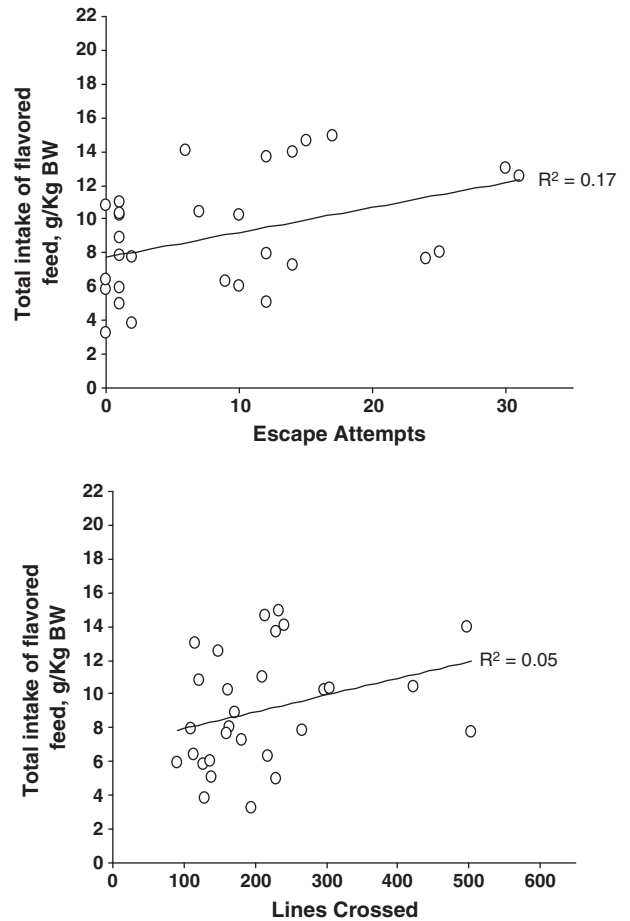 22
20
18
16
14
12
10
8
6
4
2
0
Total intake of flavored
feed, g/Kg BW
R² = 0.17
0 10 20 30
Escape Attempts
22
20
18
16
14
12
10
8
6
4
2
0
Total intake of flavored
feed, g/Kg BW
R² = 0.05
0 100 200 300 400 500 600
Lines Crossed